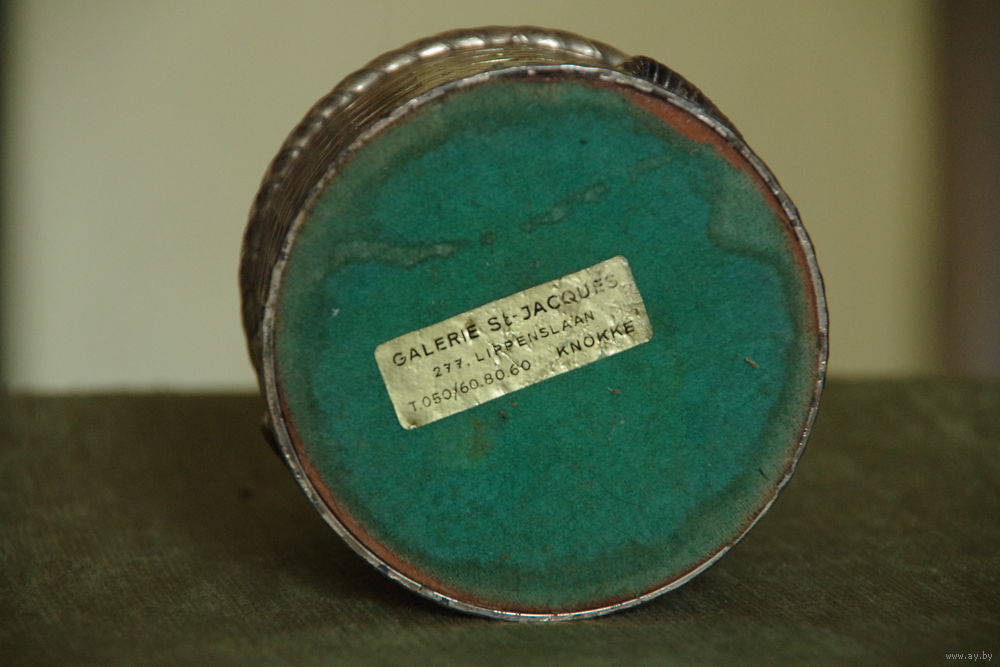 GALERIE St-JACQUES
277, LIPPENSLAAN
T.050/60.80.60 KNOKKE
www.ay.by